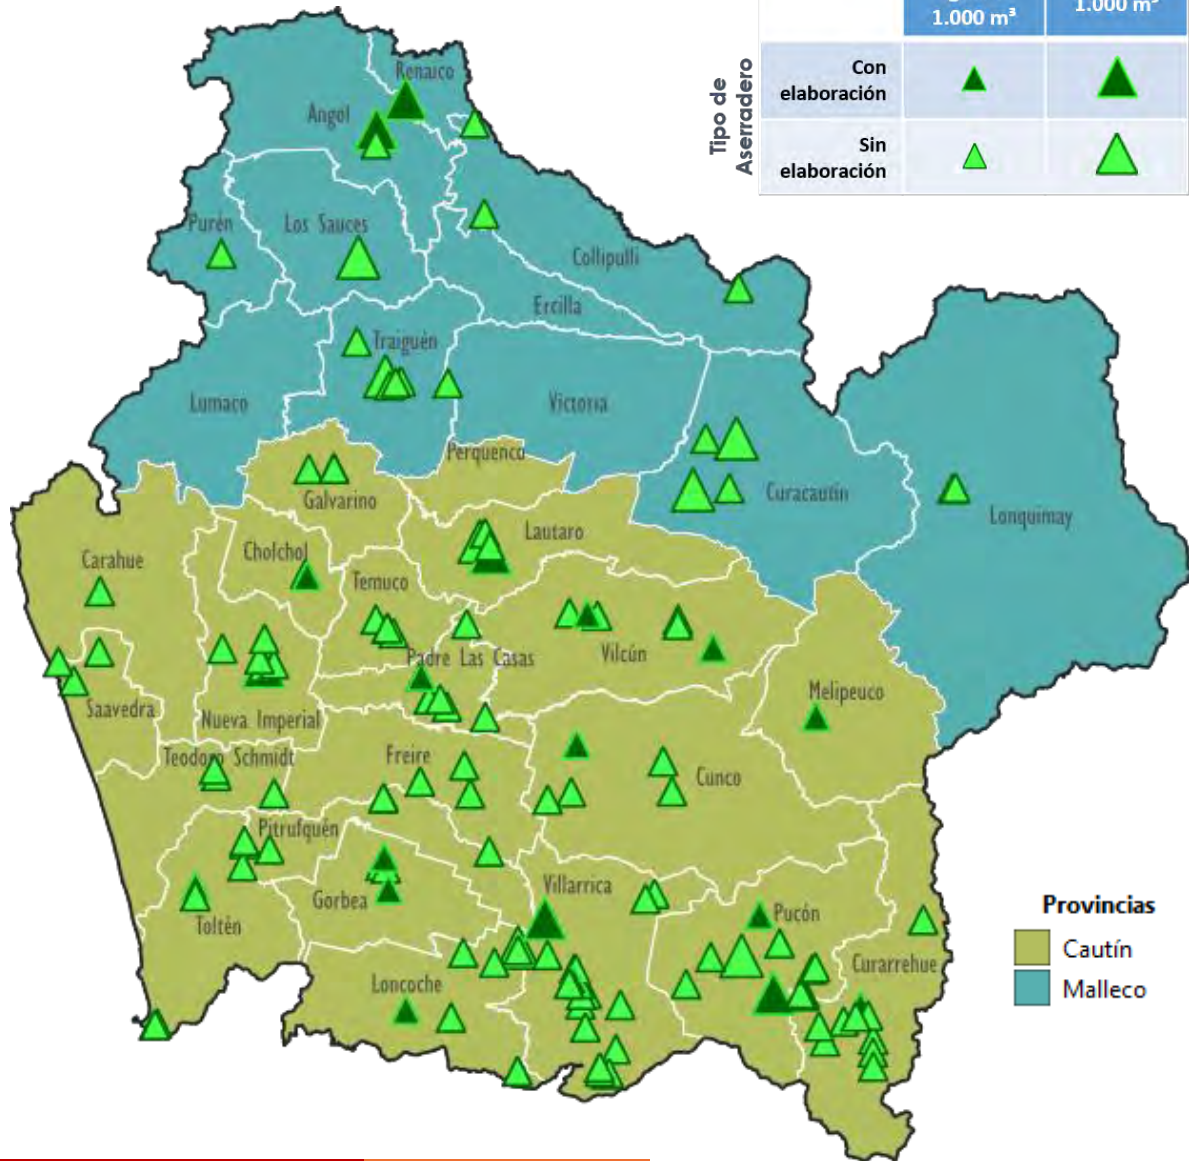 1.000 m³
1.000 m³
Tipo de
Aserradero
Con
elaboración
Sin
elaboración
Renaico
Angol
Purén
Los Sauces
Collipulli
Ercilla
Traiguén
Lumaco
Victoria
Perquenco
Galvarino
Curacautín
Lonquimay
Lautaro
Carahue
Cholchol
Temuco
Padre Las Casas
Vilcún
Melipeuco
Saavedra
Nueva Imperial
Teodoro Schmidt
Freire
Cunco
Pitrufquén
Villarrica
Gorbea
Pucón
Toltén
Curarrehue
Loncoche
Provincias
Cautín
Malleco